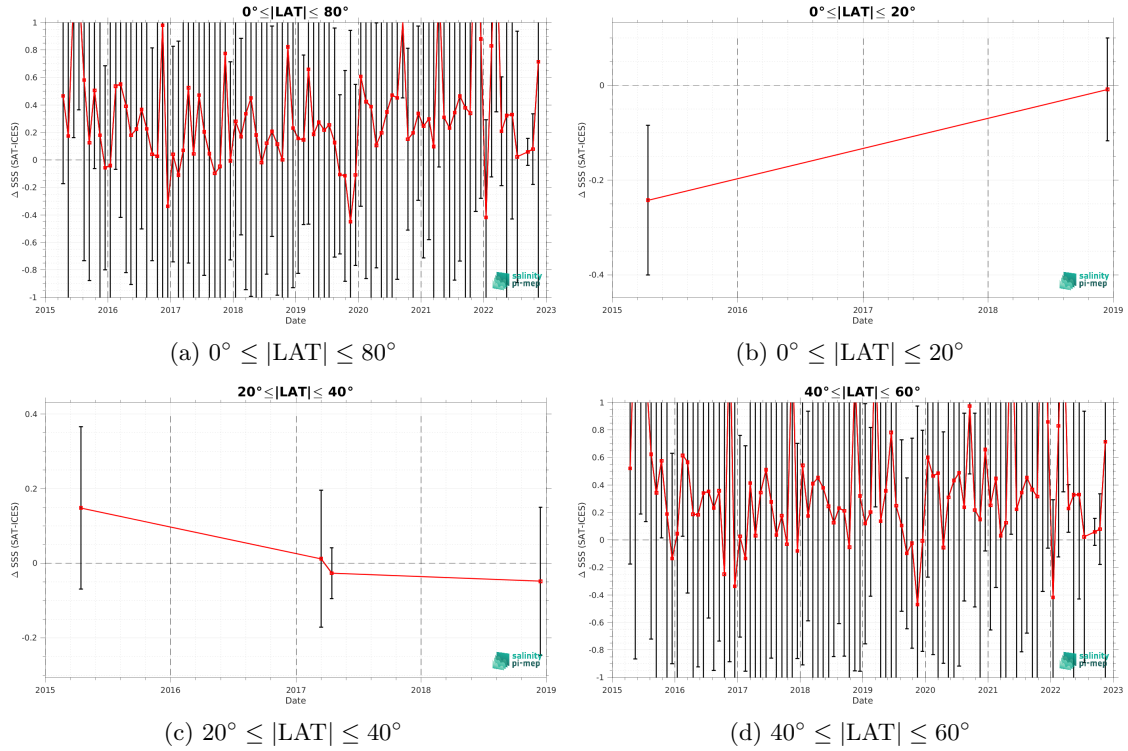 0°≤|LAT|≤ 80°
1
0.8
0.6
0.4
0.2
0
-0.2
-0.4
-0.6
-0.8
-1
Δ SSS (SAT-ICES)
2015 2016 2017 2018 2019 2020 2021 2022 2023
Date
salinity
pi-mep
(a) 0° ≤ |LAT| ≤ 80°
0°≤|LAT|≤ 20°
0
-0.2
-0.4
Δ SSS (SAT-ICES)
2015 2016 2017 2018 2019
Date
salinity
pi-mep
(b) 0° ≤ |LAT| ≤ 20°
20°≤|LAT|≤ 40°
0.4
0.2
0
-0.2
Δ SSS (SAT-ICES)
2015 2016 2017 2018 2019
Date
salinity
pi-mep
(c) 20° ≤ |LAT| ≤ 40°
40°≤|LAT|≤ 60°
1
0.8
0.6
0.4
0.2
0
-0.2
-0.4
-0.6
-0.8
-1
Δ SSS (SAT-ICES)
2015 2016 2017 2018 2019 2020 2021 2022 2023
Date
salinity
pi-mep
(d) 40° ≤ |LAT| ≤ 60°